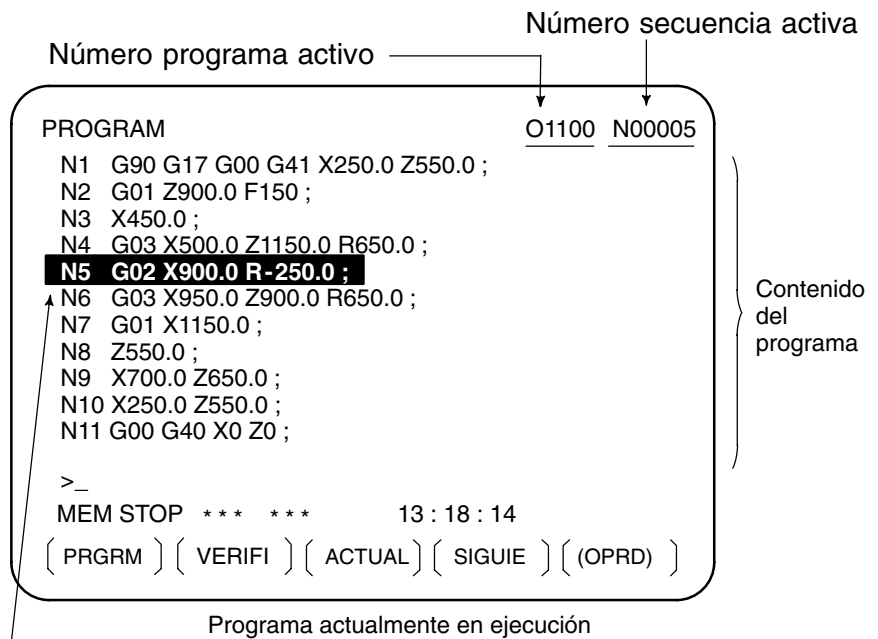 Número secuencia activa
Número programa activo
PROGRAM O1100 N00005
N1 G90 G17 G00 G41 X250.0 Z550.0 ;
N2 G01 Z900.0 F150 ;
N3 X450.0 ;
N4 G03 X500.0 Z1150.0 R650.0 ;
N5 G02 X900.0 R-250.0 ;
N6 G03 X950.0 Z900.0 R650.0 ;
N7 G01 X1150.0 ;
N8 Z550.0 ;
N9 X700.0 Z650.0 ;
N10 X250.0 Z550.0 ;
N11 G00 G40 X0 Z0 ;
Contenido
del
programa
>_
MEM STOP * * * * * * 13 : 18 : 14
PRGRM VERIFI ACTUAL SIGUIE (OPRD)
Programa actualmente en ejecución